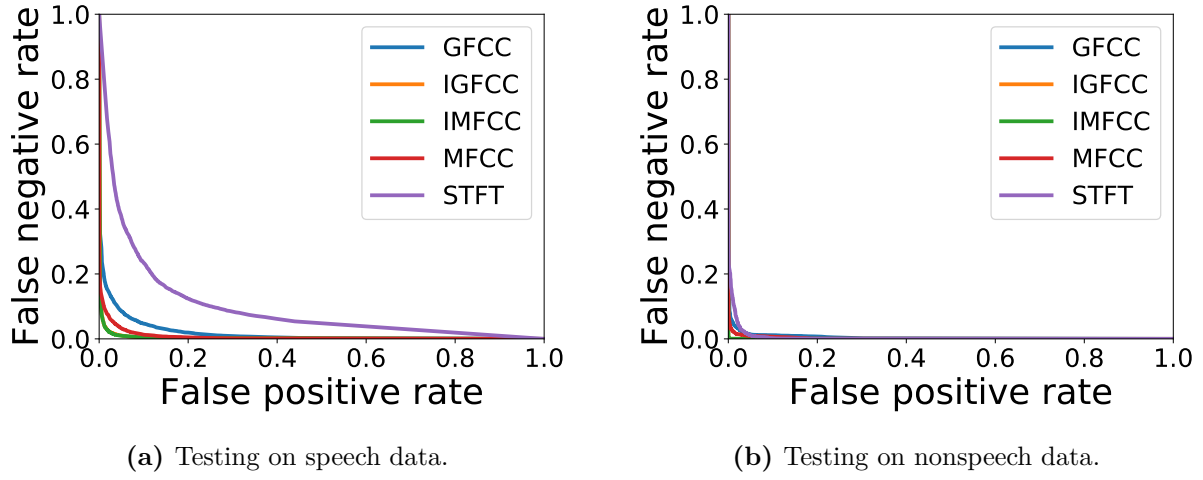 1.0
0.8
0.6
0.4
0.2
0.0
False negative rate
0.0 0.2 0.4 0.6 0.8 1.0
False positive rate
GFCC
IGFCC
IMFCC
MFCC
STFT
(a) Testing on speech data.
1.0
0.8
0.6
0.4
0.2
0.0
False negative rate
0.0 0.2 0.4 0.6 0.8 1.0
False positive rate
GFCC
IGFCC
IMFCC
MFCC
STFT
(b) Testing on nonspeech data.